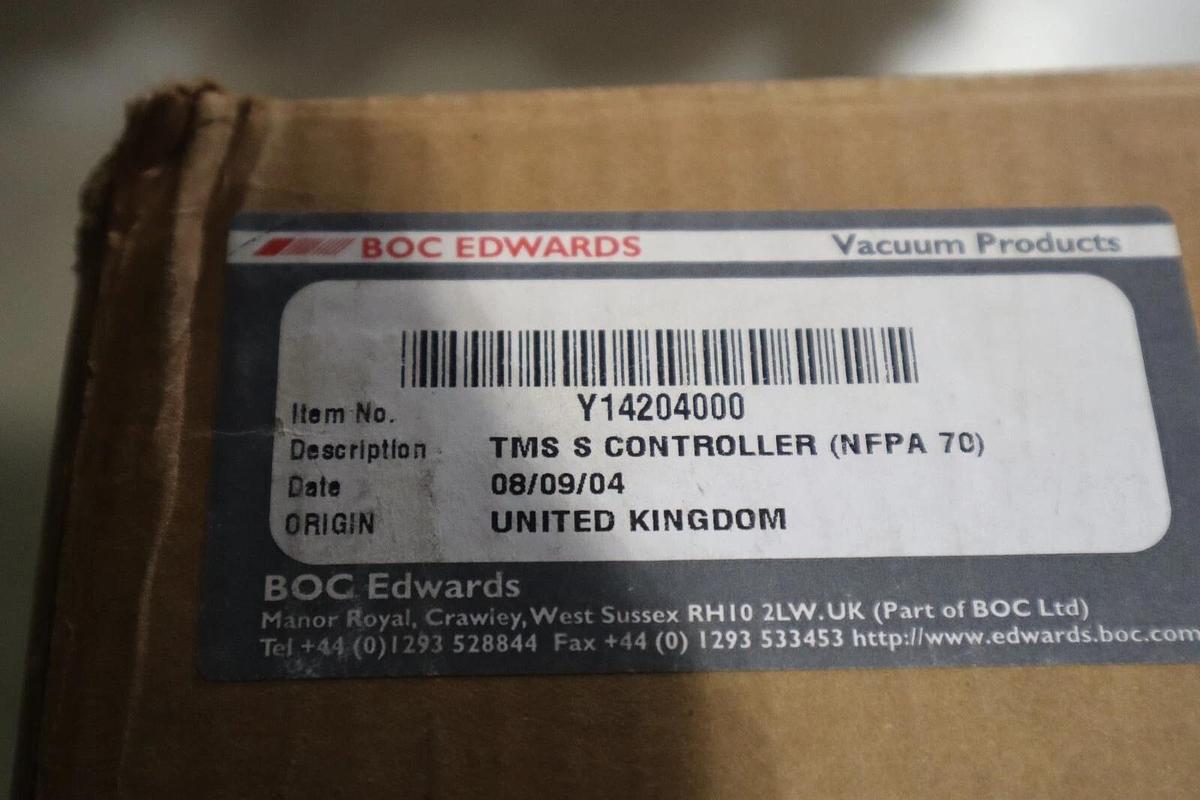 BOC EDWARDS Vacuum Products
Item No. Y14204000
Description TMS S CONTROLLER (NFPA 70)
Date 08/09/04
ORIGIN UNITED KINGDOM
BOC Edwards
Manor Royal, Crawley, West Sussex RH10 2LW.UK (Part of BOC Ltd)
Tel +44 (0)1293 528844 Fax +44 (0) 1293 533453 http://www.edwards.boc.com